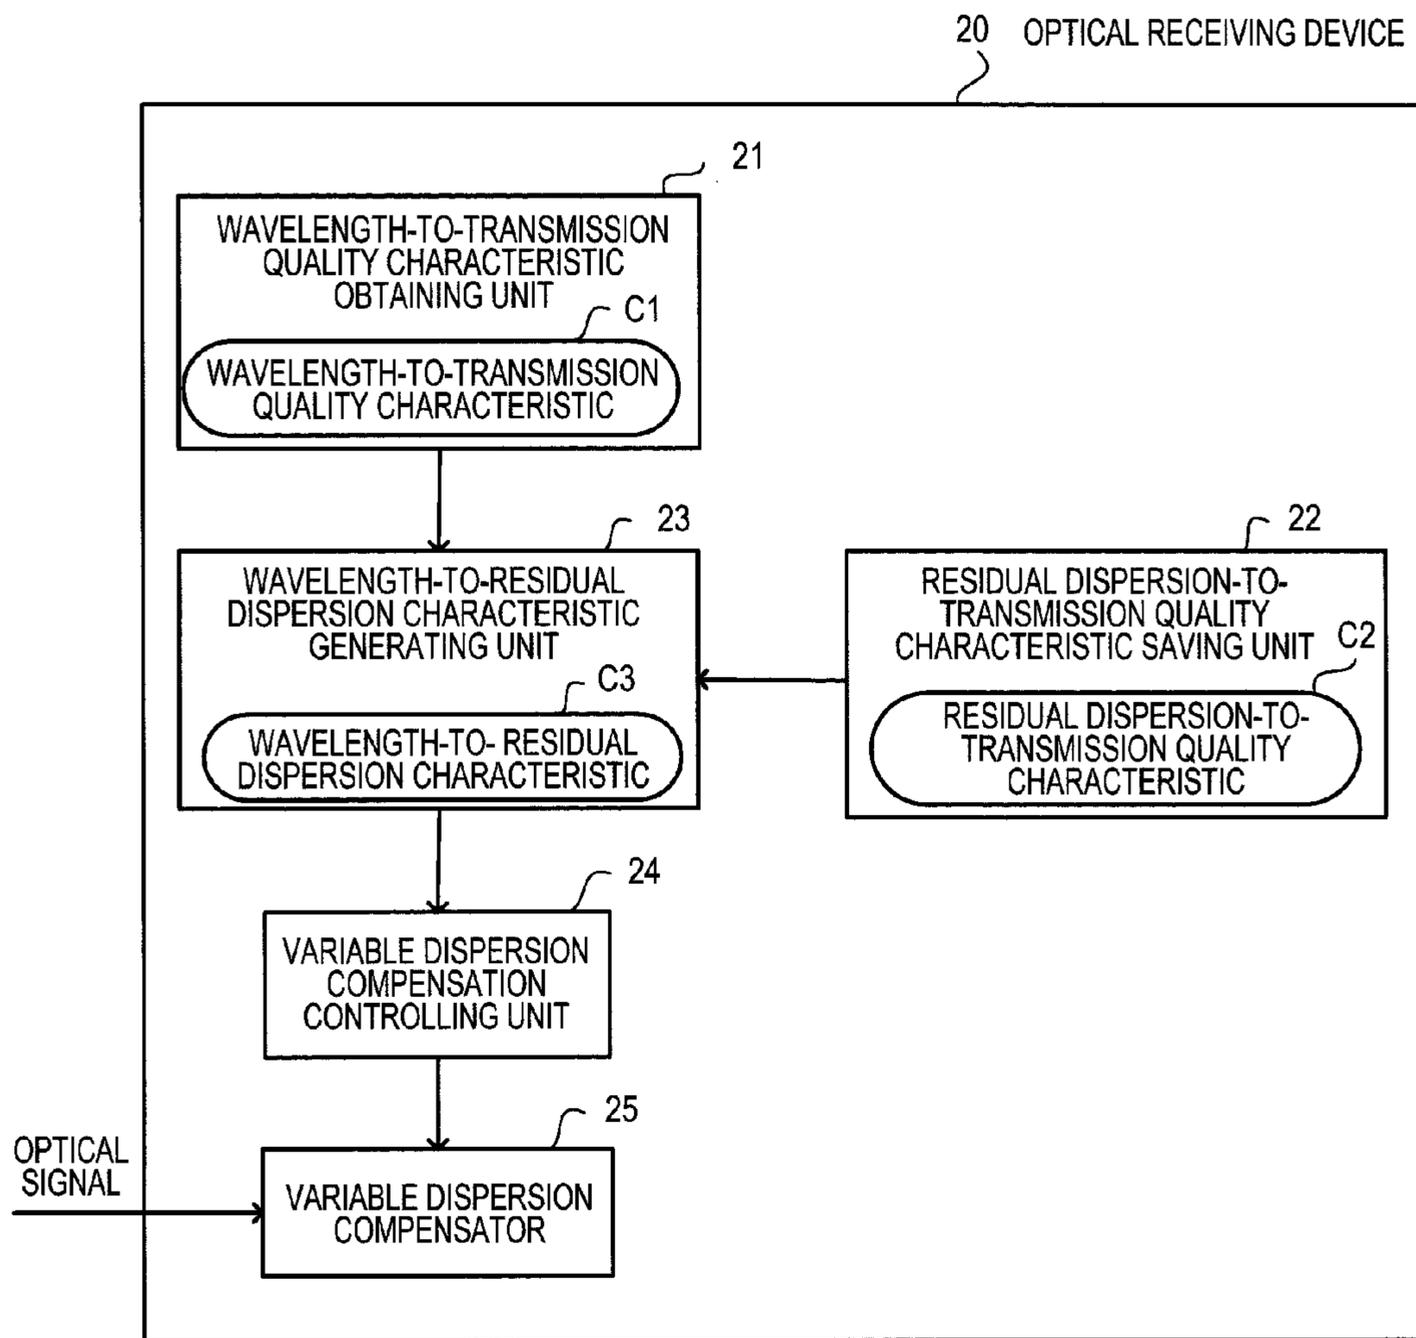 20 OPTICAL RECEIVING DEVICE
21
WAVELENGTH-TO-TRANSMISSION
QUALITY CHARACTERISTIC
OBTAINING UNIT
C1
WAVELENGTH-TO-TRANSMISSION
QUALITY CHARACTERISTIC
23
WAVELENGTH-TO-RESIDUAL
DISPERSION CHARACTERISTIC
GENERATING UNIT
C3
WAVELENGTH-TO- RESIDUAL
DISPERSION CHARACTERISTIC
22
RESIDUAL DISPERSION-TO-
TRANSMISSION QUALITY
CHARACTERISTIC SAVING UNIT
C2
RESIDUAL DISPERSION-TO-
TRANSMISSION QUALITY
CHARACTERISTIC
24
VARIABLE DISPERSION
COMPENSATION
CONTROLLING UNIT
25
OPTICAL
SIGNAL
VARIABLE DISPERSION
COMPENSATOR